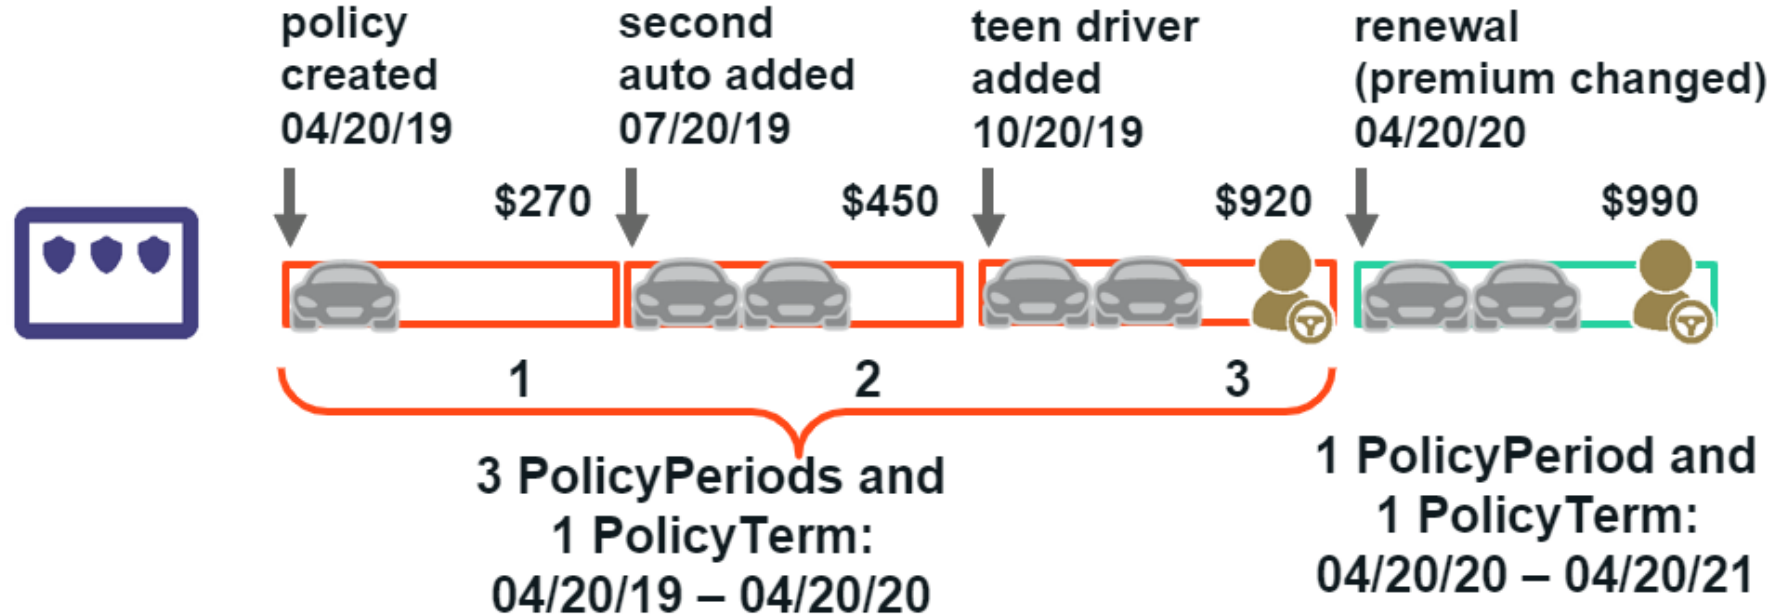 policy
created
04/20/19
second
auto added
07/20/19
teen driver
added
10/20/19
renewal
(premium changed)
04/20/20
$270
$450
$920
$990
1
2
3
3 PolicyPeriods and
1 PolicyTerm:
04/20/19 – 04/20/20
1 PolicyPeriod and
1 PolicyTerm:
04/20/20 – 04/20/21